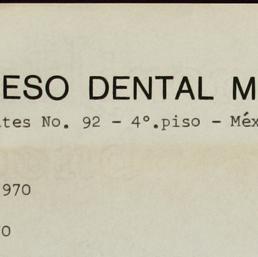 ESO DENTAL M
tes No. 92 - 4°.piso - Méx
970
0